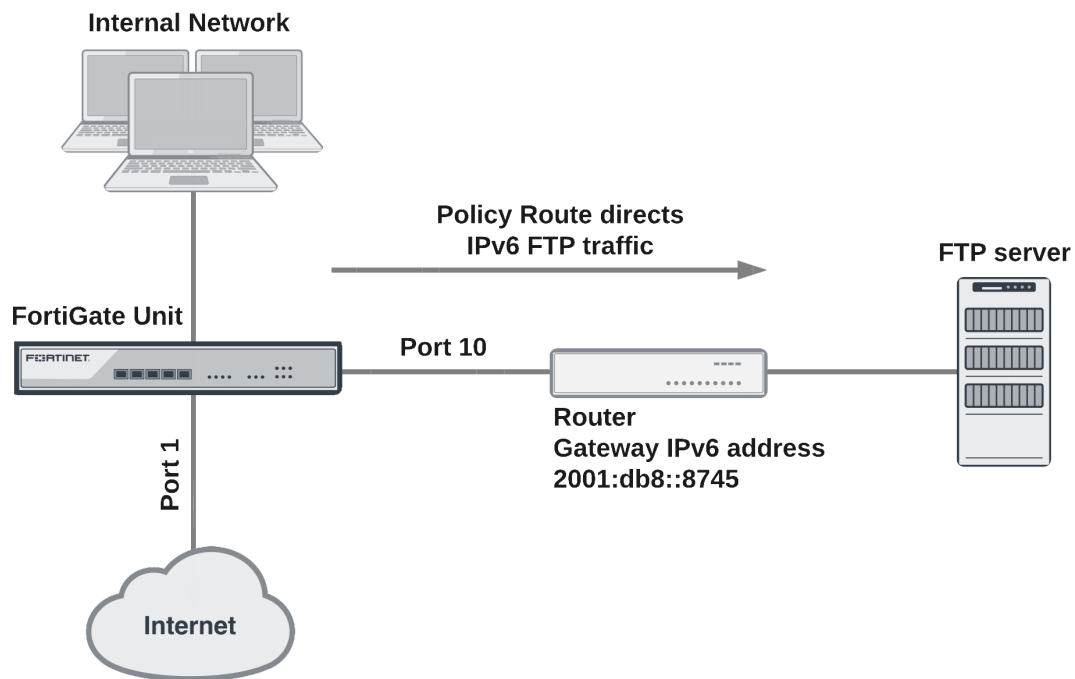 Internal Network
Policy Route directs
IPv6 FTP traffic
FTP server
FortiGate Unit
FORTINET
Port 10
Router
Gateway IPv6 address
2001:db8::8745
Port 1
Internet